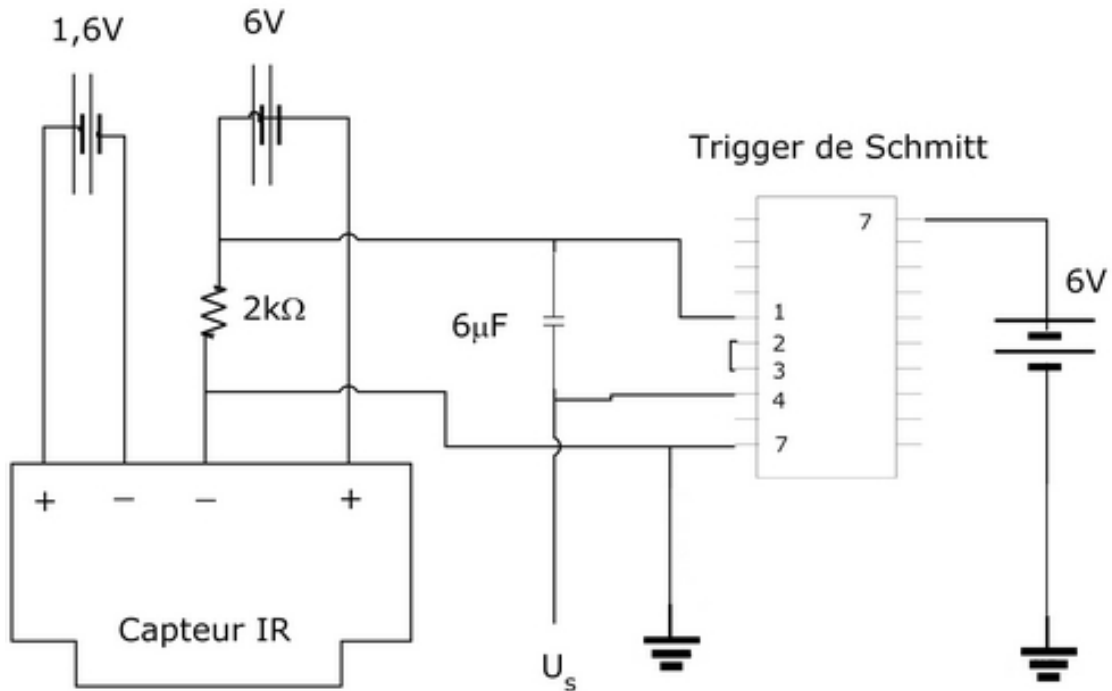 1,6V
6V
Trigger de Schmitt
7
6V
2kΩ
6μF
1
2
3
4
7
+ − − +
Capteur IR
Us